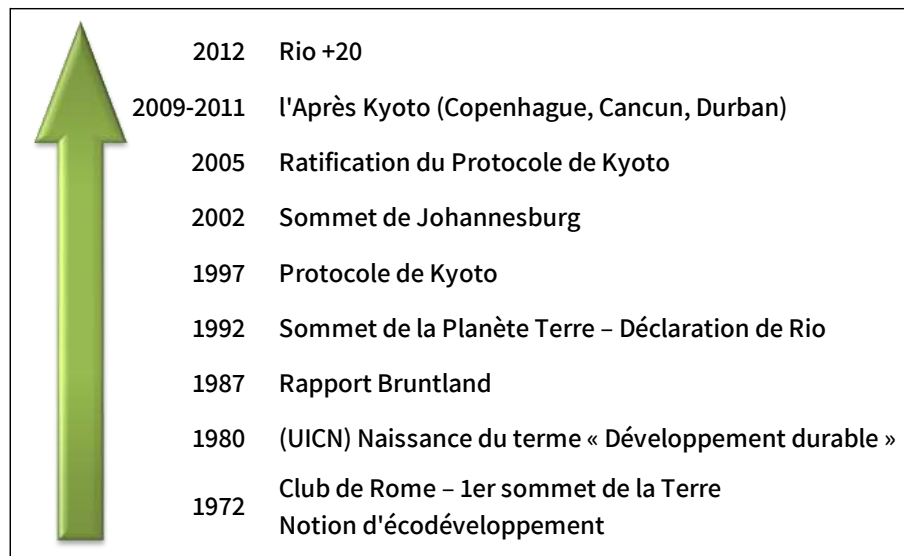 2012 Rio +20
2009-2011 l'Après Kyoto (Copenhague, Cancun, Durban)
2005 Ratification du Protocole de Kyoto
2002 Sommet de Johannesburg
1997 Protocole de Kyoto
1992 Sommet de la Planète Terre – Déclaration de Rio
1987 Rapport Bruntland
1980 (UICN) Naissance du terme « Développement durable »
1972 Club de Rome – 1er sommet de la Terre
Notion d'écodéveloppement